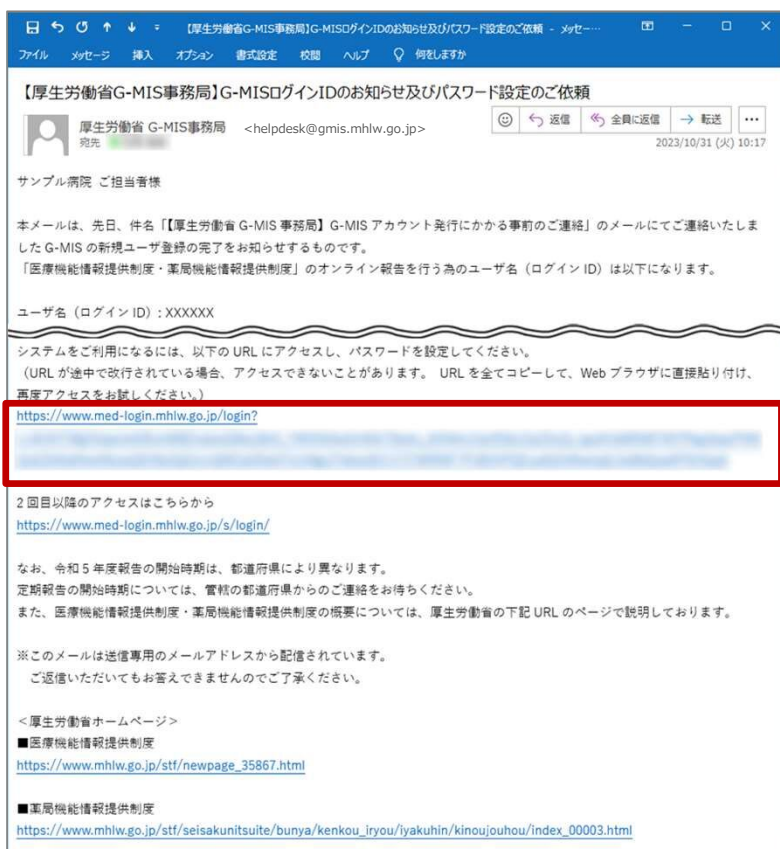 【厚生労働省G-MIS事務局】G-MISログインIDのお知らせ及びパスワード設定のご依頼 - メッセ…
ファイル メッセージ 挿入 オプション 書式設定 校閲 ヘルプ 何をしますか
【厚生労働省G-MIS事務局】G-MISログインIDのお知らせ及びパスワード設定のご依頼
厚生労働省 G-MIS事務局 <helpdesk@gmis.mhlw.go.jp>
返信 全員に返信 転送 …
宛先
2023/10/31 (火) 10:17
サンプル病院 ご担当者様
本メールは、先日、件名「【厚生労働省 G-MIS 事務局】G-MIS アカウント発行にかかる事前のご連絡」のメールにてご連絡いたしま
した G-MIS の新規ユーザ登録の完了をお知らせするものです。
「医療機能情報提供制度・薬局機能情報提供制度」のオンライン報告を行う為のユーザ名（ログイン ID）は以下になります。
ユーザ名（ログイン ID）: XXXXXX
システムをご利用になるには、以下の URL にアクセスし、パスワードを設定してください。
（URL が途中で改行されている場合、アクセスできないことがあります。 URL を全てコピーして、Web ブラウザに直接貼り付け、
再度アクセスをお試しください。）
https://www.med-login.mhlw.go.jp/login?
2 回目以降のアクセスはこちらから
https://www.med-login.mhlw.go.jp/s/login/
なお、令和 5 年度報告の開始時期は、都道府県により異なります。
定期報告の開始時期については、管轄の都道府県からのご連絡をお待ちください。
また、医療機能情報提供制度・薬局機能情報提供制度の概要については、厚生労働省の下記 URL のページで説明しております。
※このメールは送信専用のメールアドレスから配信されています。
ご返信いただいてもお答えできませんのでご了承ください。
＜厚生労働省ホームページ＞
■医療機能情報提供制度
https://www.mhlw.go.jp/stf/newpage_35867.html
■薬局機能情報提供制度
https://www.mhlw.go.jp/stf/seisakunitsuite/bunya/kenkou_iryou/iyakuhin/kinoujouhou/index_00003.html